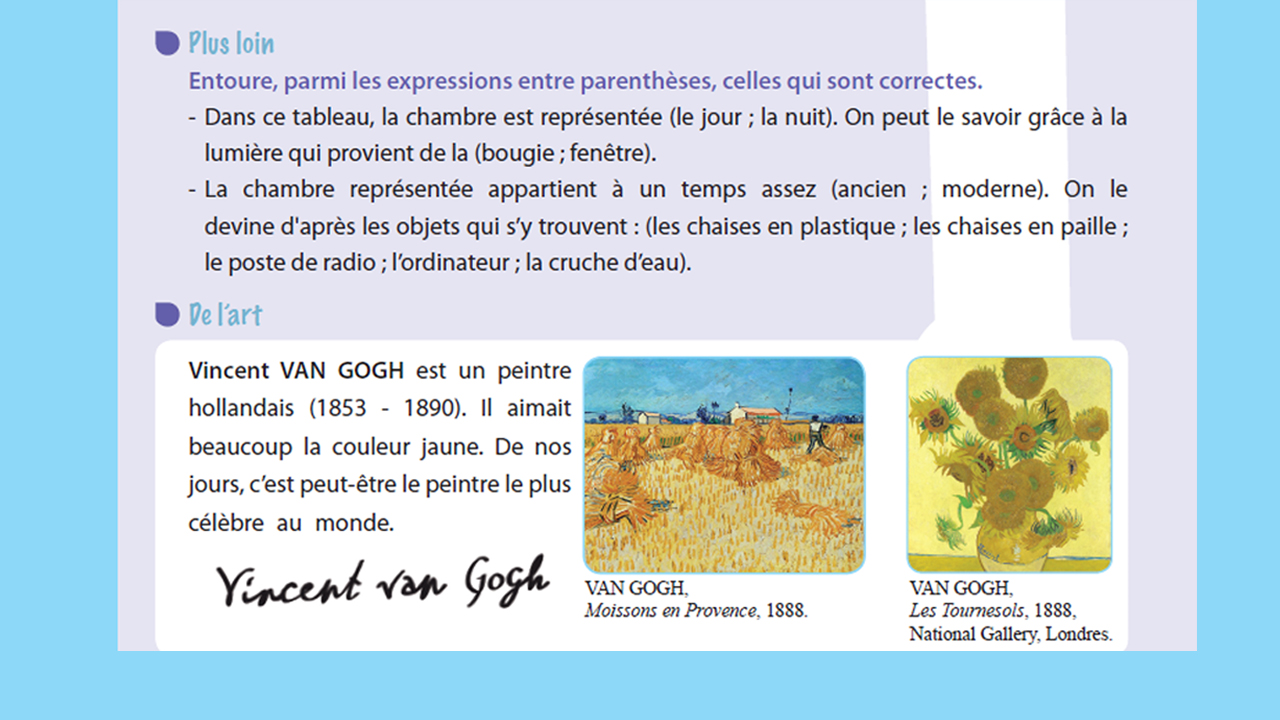 Plus loin
Entoure, parmi les expressions entre parenthèses, celles qui sont correctes.
- Dans ce tableau, la chambre est représentée (le jour ; la nuit). On peut le savoir grâce à la
lumière qui provient de la (bougie ; fenêtre).
- La chambre représentée appartient à un temps assez (ancien ; moderne). On le
devine d'après les objets qui s’y trouvent : (les chaises en plastique ; les chaises en paille ;
le poste de radio ; l’ordinateur ; la cruche d’eau).
De l’art
Vincent VAN GOGH est un peintre
hollandais (1853 - 1890). Il aimait
beaucoup la couleur jaune. De nos
jours, c’est peut-être le peintre le plus
célèbre au monde.
Vincent van Gogh
VAN GOGH,
Moissons en Provence, 1888.
VAN GOGH,
Les Tournesols, 1888,
National Gallery, Londres.